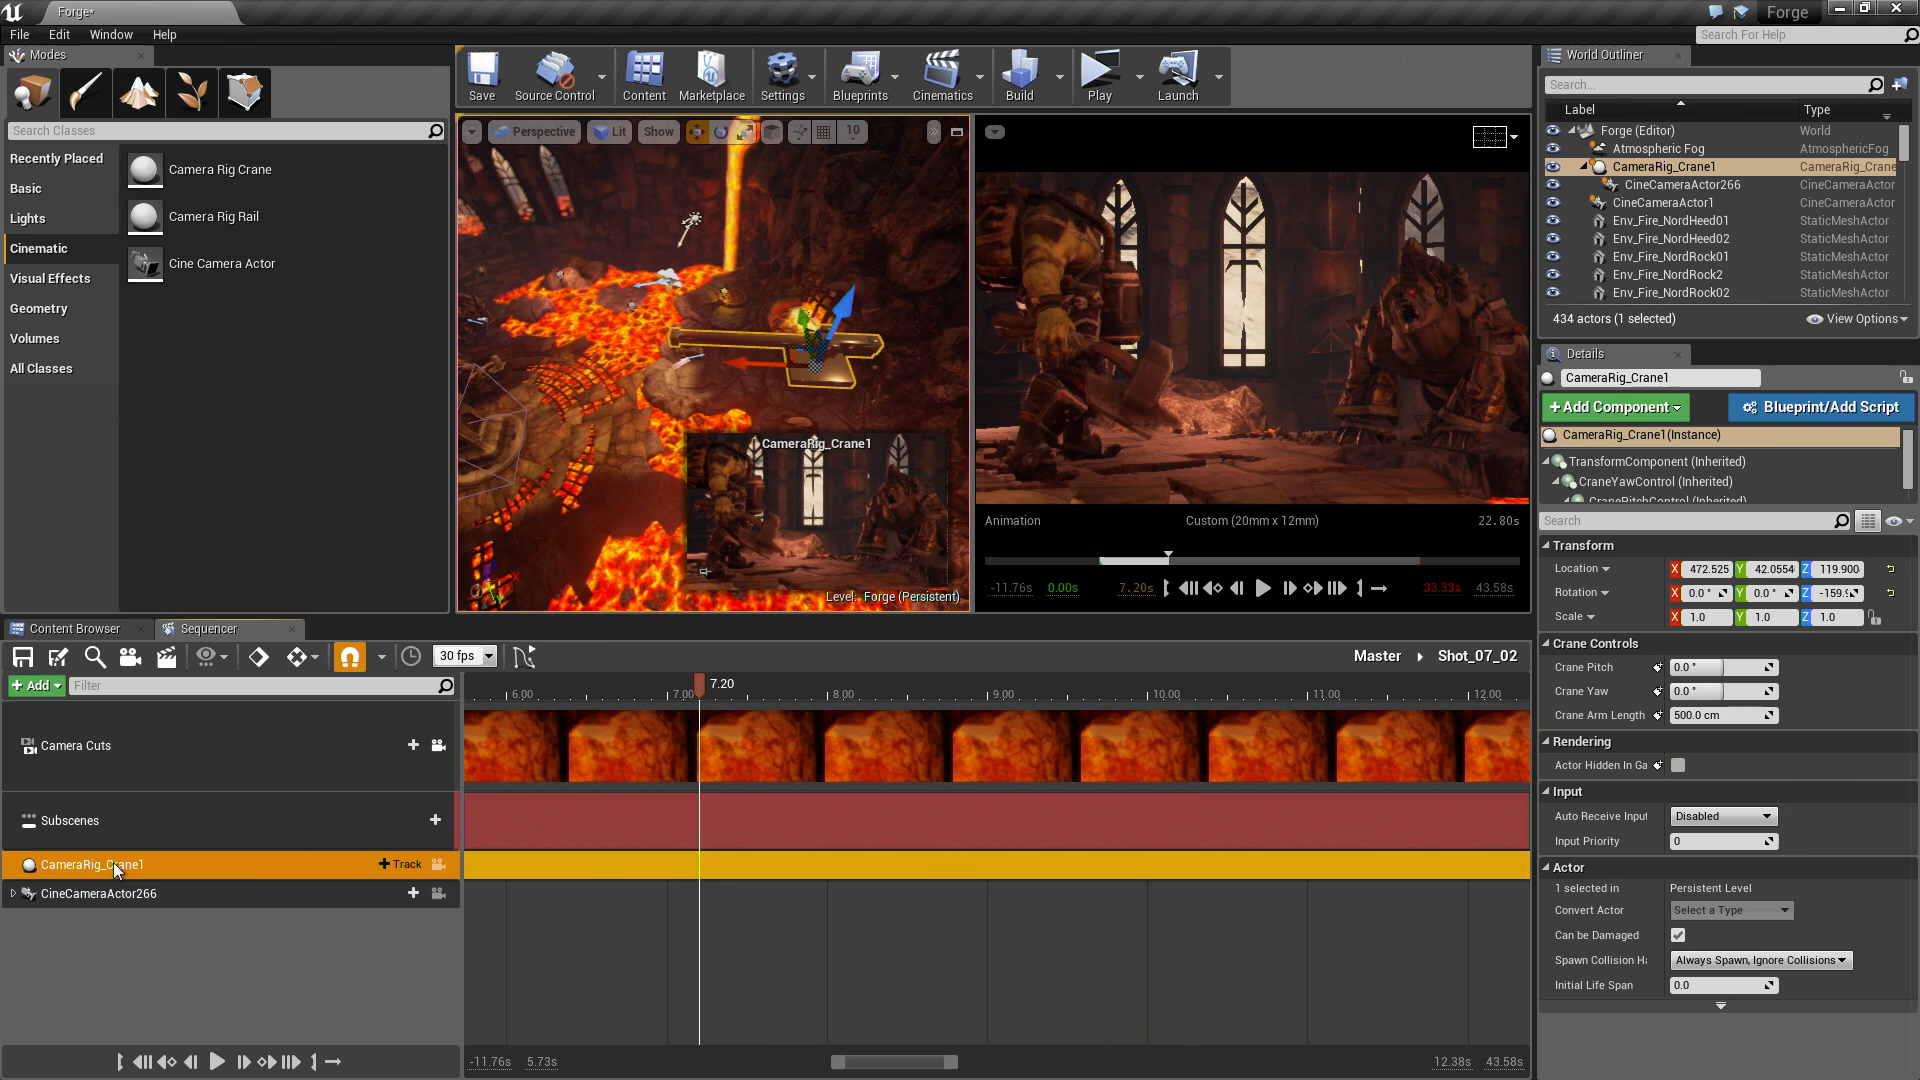 Forge*
Forge
File Edit Window Help
Search For Help
Modes
Search Classes
Recently Placed
Basic
Lights
Cinematic
Visual Effects
Geometry
Volumes
All Classes
Camera Rig Crane
Camera Rig Rail
Cine Camera Actor
Save Source Control Content Marketplace Settings Blueprints Cinematics Build Play Launch
Perspective Lit Show 10
CameraRig_Crane1
Level: Forge (Persistent)
Animation Custom (20mm x 12mm) 22.80s
-11.76s 0.00s 7.20s 33.33s 43.58s
World Outliner
Search...
Label Type
Forge (Editor) World
Atmospheric Fog AtmosphericFog
CameraRig_Crane1 CameraRig_Crane
CineCameraActor266 CineCameraActor
CineCameraActor1 CineCameraActor
Env_Fire_NordHeed01 StaticMeshActor
Env_Fire_NordHeed02 StaticMeshActor
Env_Fire_NordRock01 StaticMeshActor
Env_Fire_NordRock2 StaticMeshActor
Env_Fire_NordRock02 StaticMeshActor
434 actors (1 selected) View Options
Details
CameraRig_Crane1
+Add Component Blueprint/Add Script
CameraRig_Crane1(Instance)
TransformComponent (Inherited)
CraneYawControl (Inherited)
CranePitchControl (Inherited)
Search
Transform
Location X 472.525 Y 42.0554 Z 119.900
Rotation X 0.0 ° Y 0.0 ° Z -159.9
Scale X 1.0 Y 1.0 Z 1.0
Crane Controls
Crane Pitch 0.0 °
Crane Yaw 0.0 °
Crane Arm Length 500.0 cm
Rendering
Actor Hidden In Ga
Input
Auto Receive Input Disabled
Input Priority 0
Actor
1 selected in Persistent Level
Convert Actor Select a Type
Can be Damaged
Spawn Collision Ha Always Spawn, Ignore Collisions
Initial Life Span 0.0
Content Browser Sequencer
30 fps
Master Shot_07_02
+ Add Filter
7.20
6.00 7.00 8.00 9.00 10.00 11.00 12.00
Camera Cuts
Subscenes
CameraRig_Crane1 + Track
CineCameraActor266
-11.76s 5.73s 12.38s 43.58s